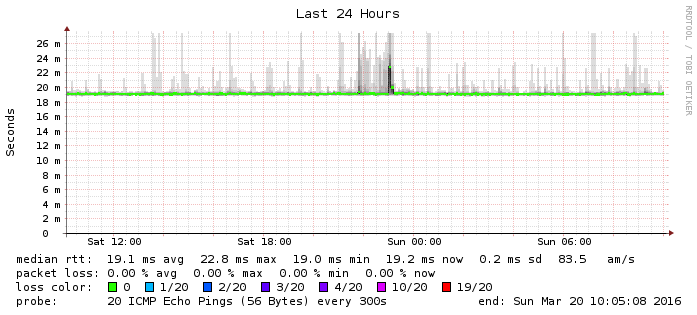 Last 24 Hours
RRDTOOL / TOBI OETIKER
Seconds
26 m
24 m
22 m
20 m
18 m
16 m
14 m
12 m
10 m
8 m
6 m
4 m
2 m
0
Sat 12:00 Sat 18:00 Sun 00:00 Sun 06:00
median rtt: 19.1 ms avg 22.8 ms max 19.0 ms min 19.2 ms now 0.2 ms sd 83.5 am/s
packet loss: 0.00 % avg 0.00 % max 0.00 % min 0.00 % now
loss color: 0 1/20 2/20 3/20 4/20 10/20 19/20
probe: 20 ICMP Echo Pings (56 Bytes) every 300s end: Sun Mar 20 10:05:08 2016